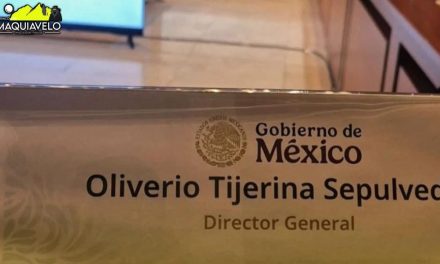 MAQUIAVELO
Gobierno de
México
Oliverio Tijerina Sepulved
Director General